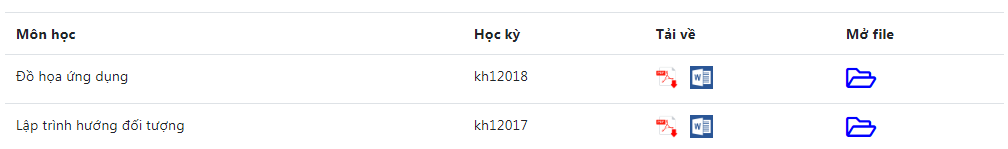 Môn học Học kỳ Tải về Mở file
Đồ họa ứng dụng kh12018
Lập trình hướng đối tượng kh12017